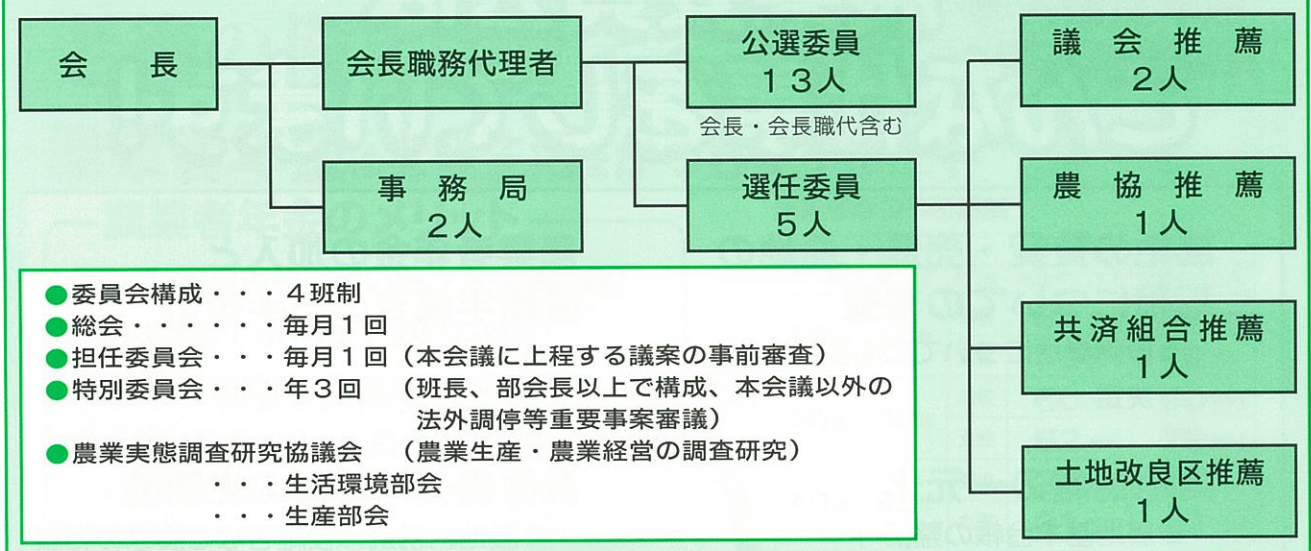 会長
会長職務代理者
事務局
2人
公選委員
13人
会長・会長職代含む
選任委員
5人
議会推薦
2人
農協推薦
1人
共済組合推薦
1人
土地改良区推薦
1人
●委員会構成・・・4班制
●総会・・・・・・毎月1回
●担任委員会・・・毎月1回（本会議に上程する議案の事前審査）
●特別委員会・・・年3回　（班長、部会長以上で構成、本会議以外の
法外調停等重要事案審議）
●農業実態調査研究協議会　（農業生産・農業経営の調査研究）
・・・生活環境部会
・・・生産部会